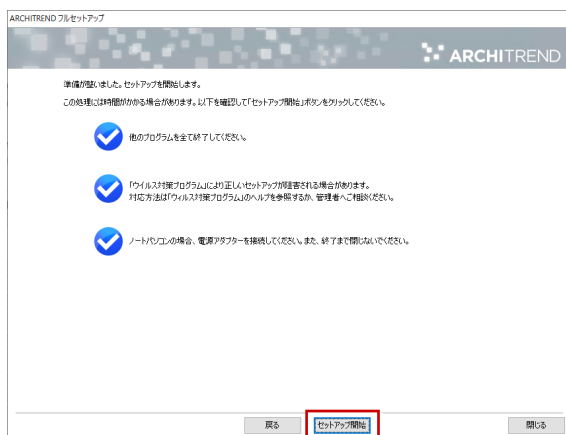 ARCHITREND フルセットアップ
ARCHITREND
準備が整いました。セットアップを開始します。
この処理には時間がかかる場合があります。以下を確認して「セットアップ開始」ボタンをクリックしてください。
他のプログラムを全て終了してください。
「ウイルス対策プログラム」により正しいセットアップが阻害される場合があります。
対応方法は「ウィルス対策プログラム」のヘルプを参照するか、管理者へご相談ください。
ノートパソコンの場合、電源アダプターを接続してください。また、終了まで閉じないでください。
戻る
セットアップ開始
閉じる